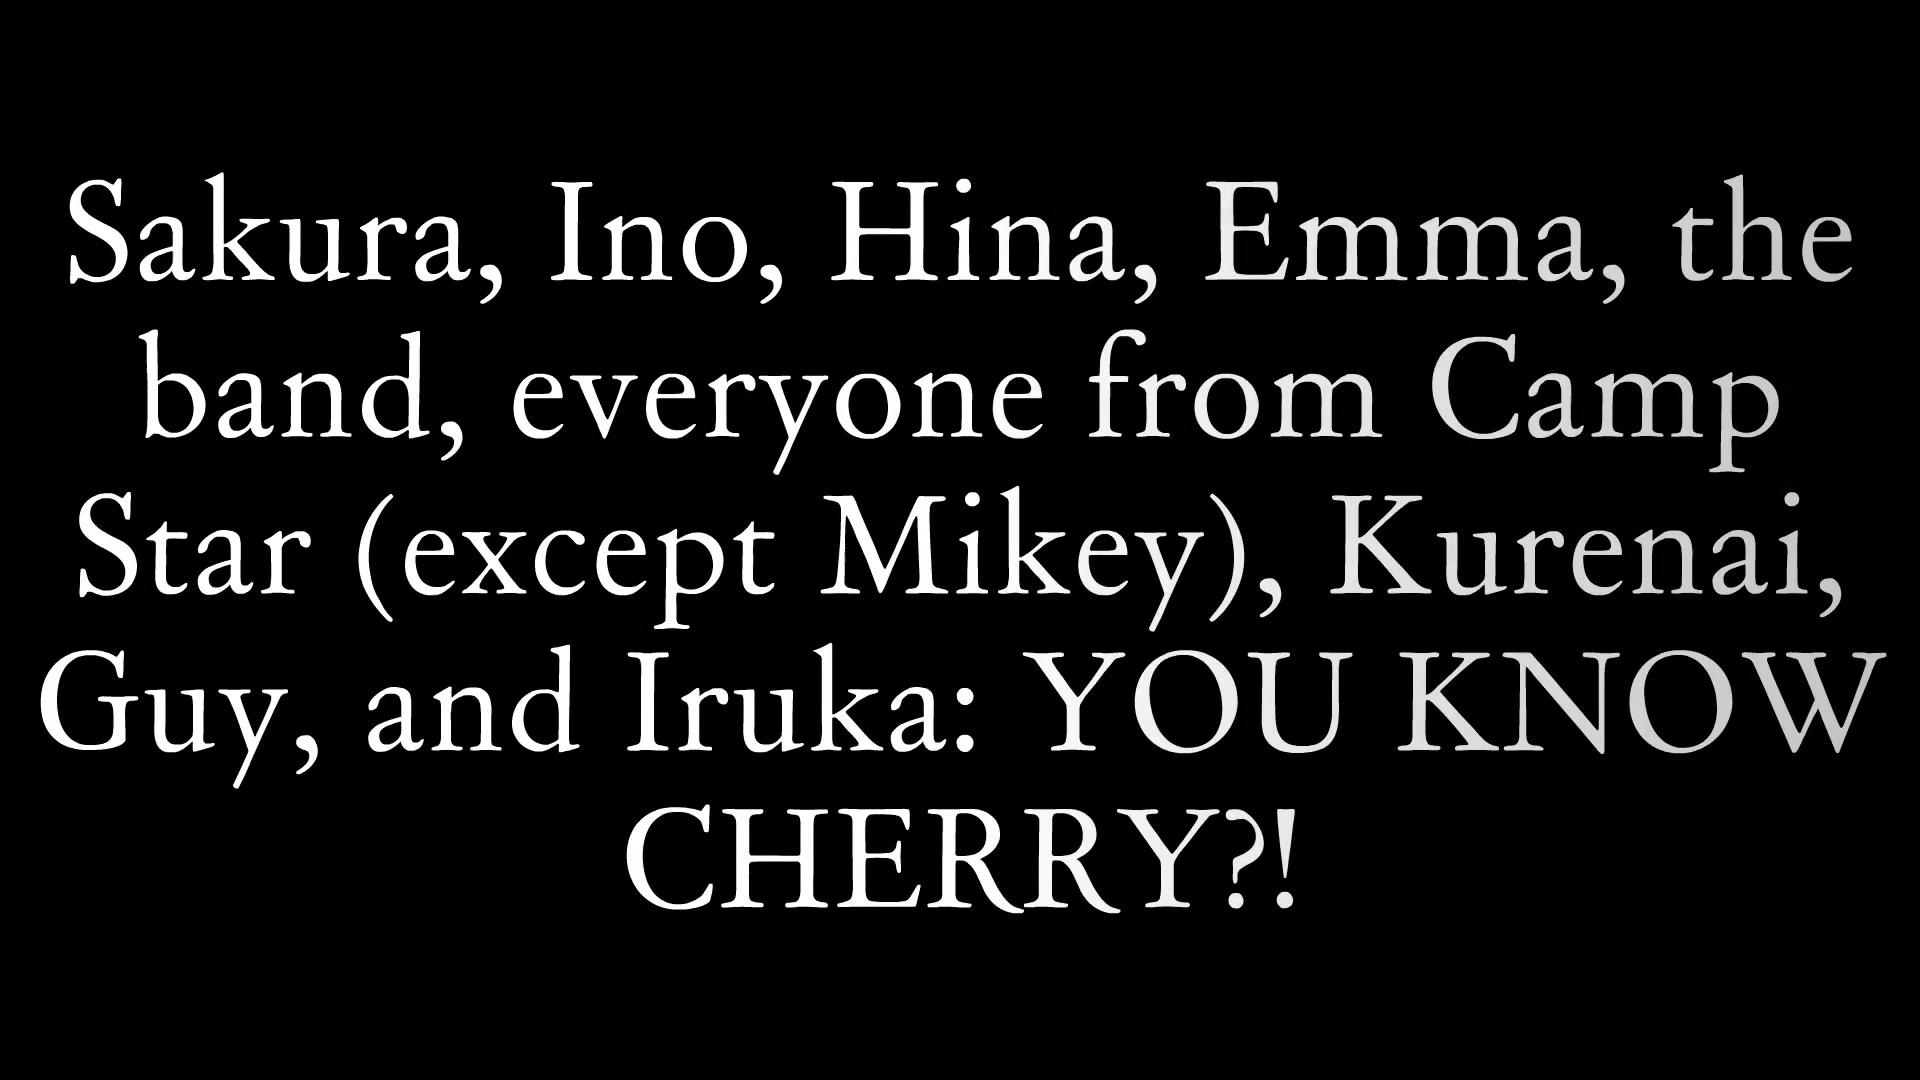 Sakura, Ino, Hina, Emma, the
band, everyone from Camp
Star (except Mikey), Kurenai,
Guy, and Iruka: YOU KNOW
CHERRY?!